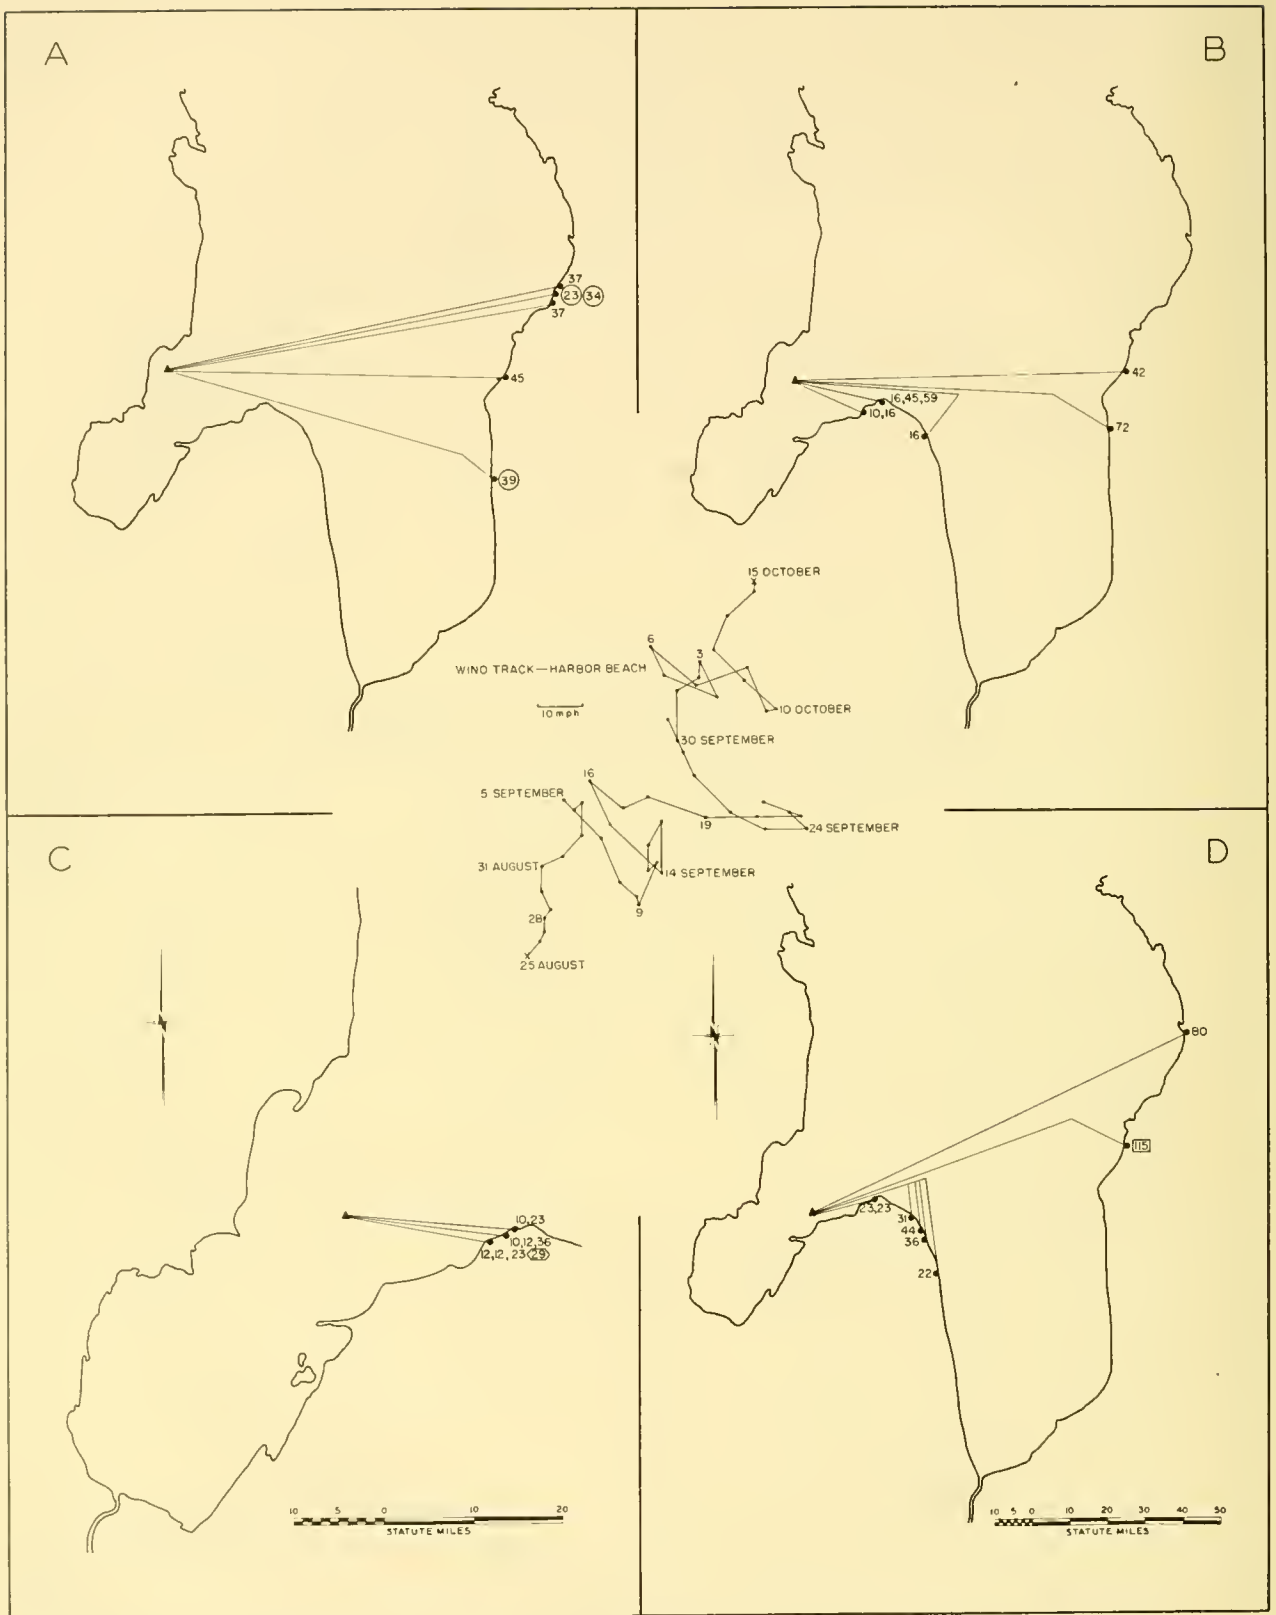 A
B
37
23 34
37
45
39
42
16,45,59
10,16
16
72
15 OCTOBER
6
3
WIND TRACK—HARBOR BEACH
10 mph
10 OCTOBER
30 SEPTEMBER
16
5 SEPTEMBER
19
24 SEPTEMBER
31 AUGUST
14 SEPTEMBER
28
9
25 AUGUST
C
D
80
115
10,23
10,12,36
12,12,23 29
23,23
31
44
36
22
10 5 0 10 20
STATUTE MILES
10 5 0 10 20 30 40 50
STATUTE MILES